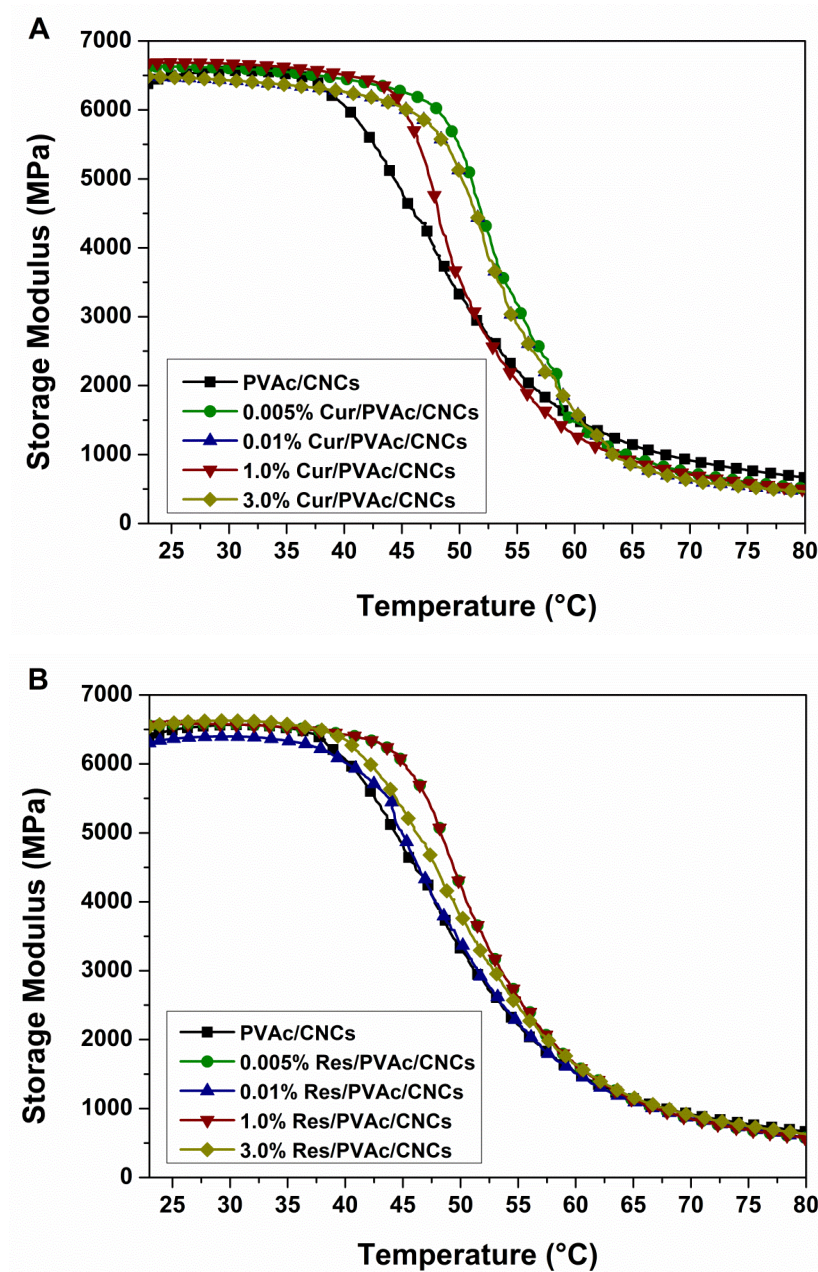 A
7000
6000
5000
4000
3000
2000
1000
0
Storage Modulus (MPa)
PVAc/CNCs
0.005% Cur/PVAc/CNCs
0.01% Cur/PVAc/CNCs
1.0% Cur/PVAc/CNCs
3.0% Cur/PVAc/CNCs
25 30 35 40 45 50 55 60 65 70 75 80
Temperature (°C)
B
7000
6000
5000
4000
3000
2000
1000
0
Storage Modulus (MPa)
PVAc/CNCs
0.005% Res/PVAc/CNCs
0.01% Res/PVAc/CNCs
1.0% Res/PVAc/CNCs
3.0% Res/PVAc/CNCs
25 30 35 40 45 50 55 60 65 70 75 80
Temperature (°C)